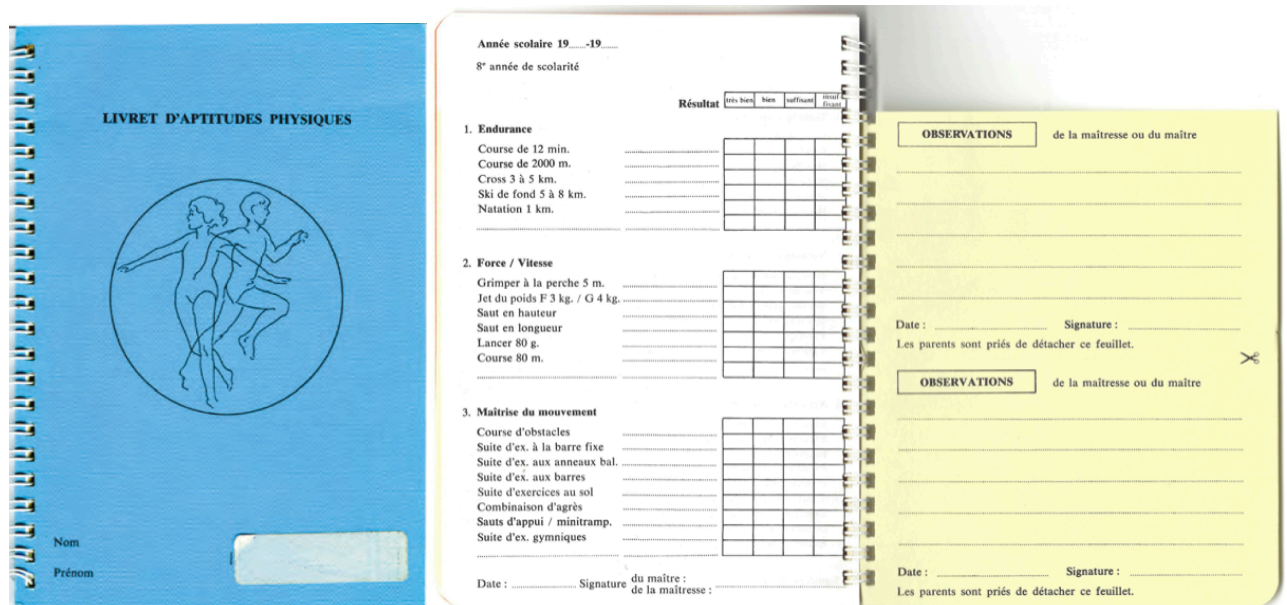 LIVRET D'APTITUDES PHYSIQUES
Nom
Prénom
Année scolaire 19......-19......
8e année de scolarité
Résultat très bien bien suffisant insuffisant
1. Endurance
Course de 12 min.
Course de 2000 m.
Cross 3 à 5 km.
Ski de fond 5 à 8 km.
Natation 1 km.
2. Force / Vitesse
Grimper à la perche 5 m.
Jet du poids F 3 kg. / G 4 kg.
Saut en hauteur
Saut en longueur
Lancer 80 g.
Course 80 m.
3. Maîtrise du mouvement
Course d'obstacles
Suite d'ex. à la barre fixe
Suite d'ex. aux anneaux bal.
Suite d'ex. aux barres
Suite d'exercices au sol
Combinaison d'agrès
Sauts d'appui / minitramp.
Suite d'ex. gymniques
Date : Signature du maître :
de la maîtresse :
OBSERVATIONS de la maîtresse ou du maître
Date : Signature :
Les parents sont priés de détacher ce feuillet.
OBSERVATIONS de la maîtresse ou du maître
Date : Signature :
Les parents sont priés de détacher ce feuillet.